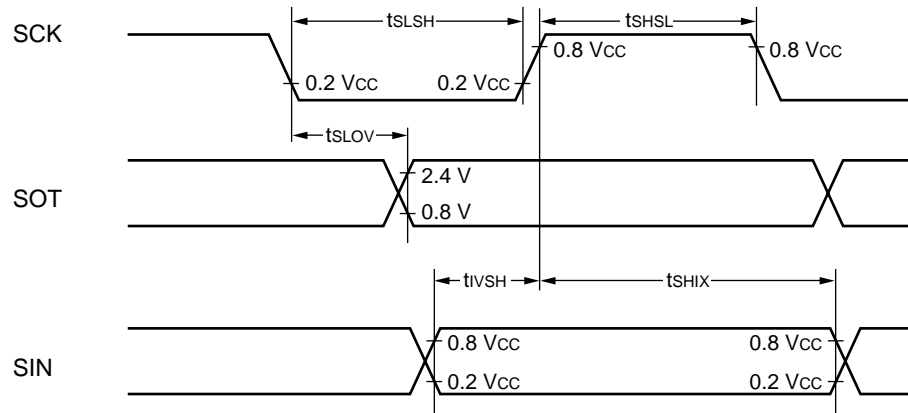 tSLSH
tSHSL
SCK
0.8 VCC
0.8 VCC
0.2 VCC
0.2 VCC
tSLOV
2.4 V
SOT
0.8 V
tIVSH
tSHIX
0.8 VCC
0.8 VCC
SIN
0.2 VCC
0.2 VCC